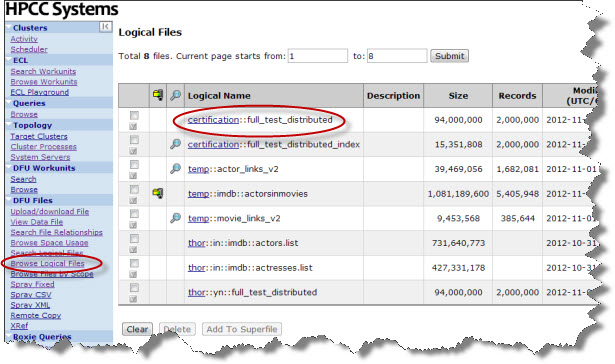 HPCC Systems
Clusters
Activity
Scheduler
ECL
Search Workunits
Browse Workunits
ECL Playground
Queries
Browse
Topology
Target Clusters
Cluster Processes
System Servers
DFU Workunits
Search
Browse
DFU Files
Upload/download File
View Data File
Search File Relationships
Browse Space Usage
Search Logical Files
Browse Logical Files
Browse Files by Scope
Spray Fixed
Spray CSV
Spray XML
Remote Copy
XRef
Roxie Queries
Logical Files
Total 8 files. Current page starts from: 1 to: 8 Submit
Logical Name Description Size Records Modi
(UTC/
certification::full_test_distributed 94,000,000 2,000,000 2012-11-
certification::full_test_distributed_index 15,351,808 2,000,000 2012-11-
temp::actor_links_v2 39,469,056 1,682,081 2012-11-01
temp::imdb::actorsinmovies 1,081,189,600 5,405,948 2012-11-
temp::movie_links_v2 9,453,568 385,644 2012-11-0
thor::in::imdb::actors.list 731,640,773 2012-10-3
thor::in::imdb::actresses.list 427,331,178 2012-10-3
thor::yn::full_test_distributed 94,000,000 2,000,000 2012-10-
Clear Delete Add To Superfile